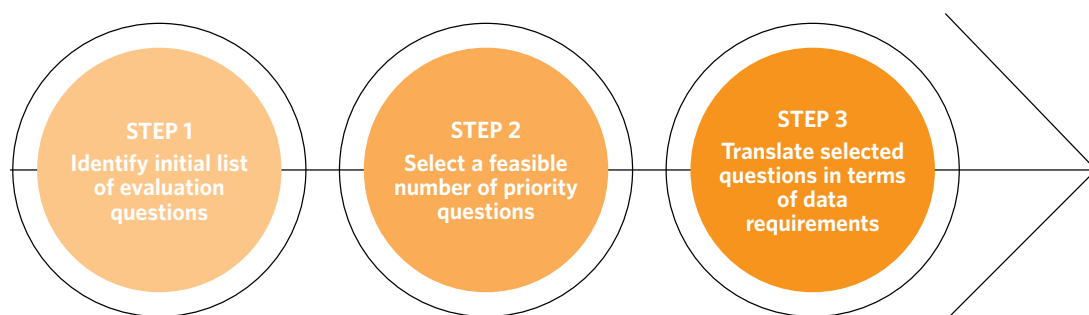 STEP 1
Identify initial list
of evaluation
questions
STEP 2
Select a feasible
number of priority
questions
STEP 3
Translate selected
questions in terms
of data
requirements